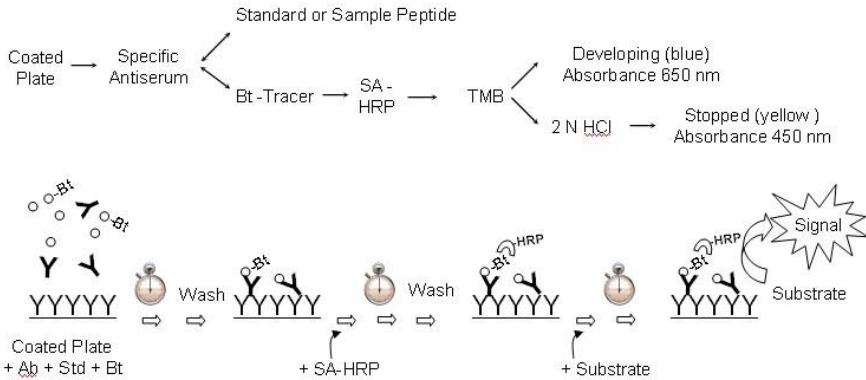 Standard or Sample Peptide
Coated
Plate
Specific
Antiserum
Bt -Tracer
SA -
HRP
TMB
Developing (blue)
Absorbance 650 nm
2 N HCl
Stopped (yellow )
Absorbance 450 nm
-Bt
-Bt
Y Y Y Y Y
Wash
-Bt
Y Y Y Y Y
Wash
-Bt
-HRP
Y Y Y Y Y
-Bt
-HRP
Y Y Y Y Y
Signal
Substrate
Coated Plate
+ Ab + Std + Bt
+ SA-HRP
+ Substrate